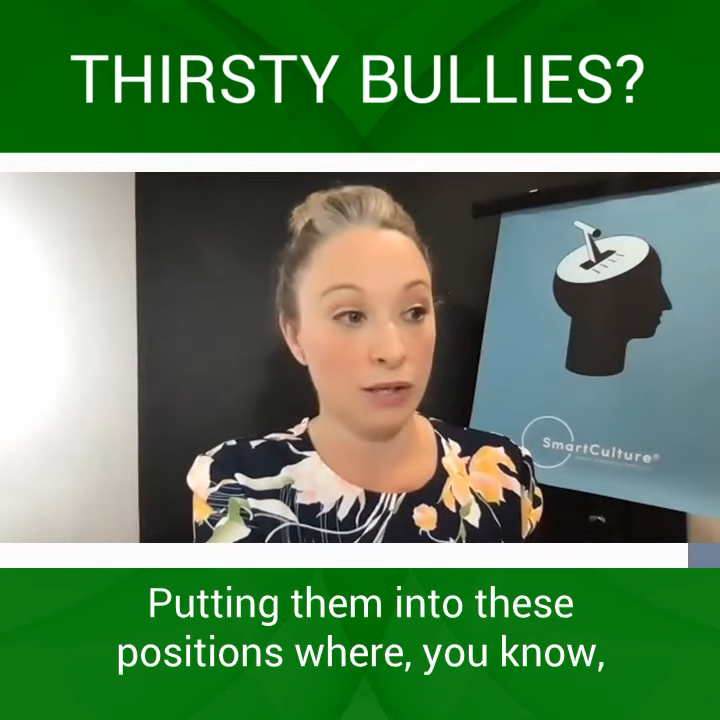 THIRSTY BULLIES?
SmartCulture®
Putting them into these
positions where, you know,